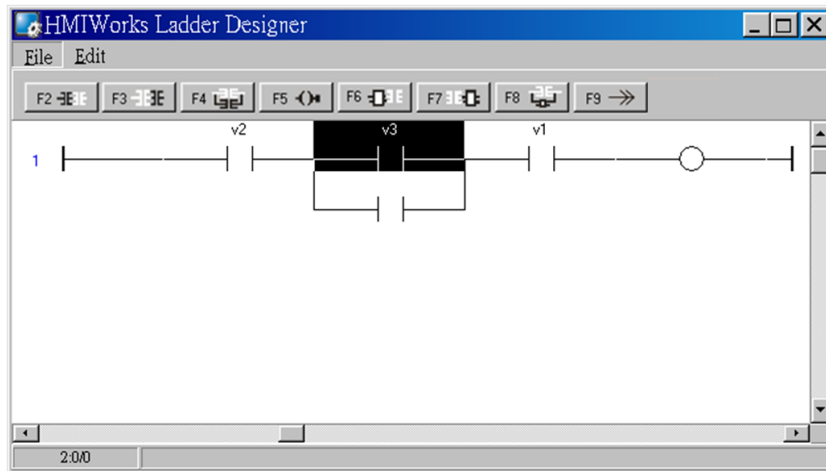 HMIWorks Ladder Designer
File Edit
F2 F3 F4 F5 F6 F7 F8 F9
v2 v3 v1
1
2:0/0